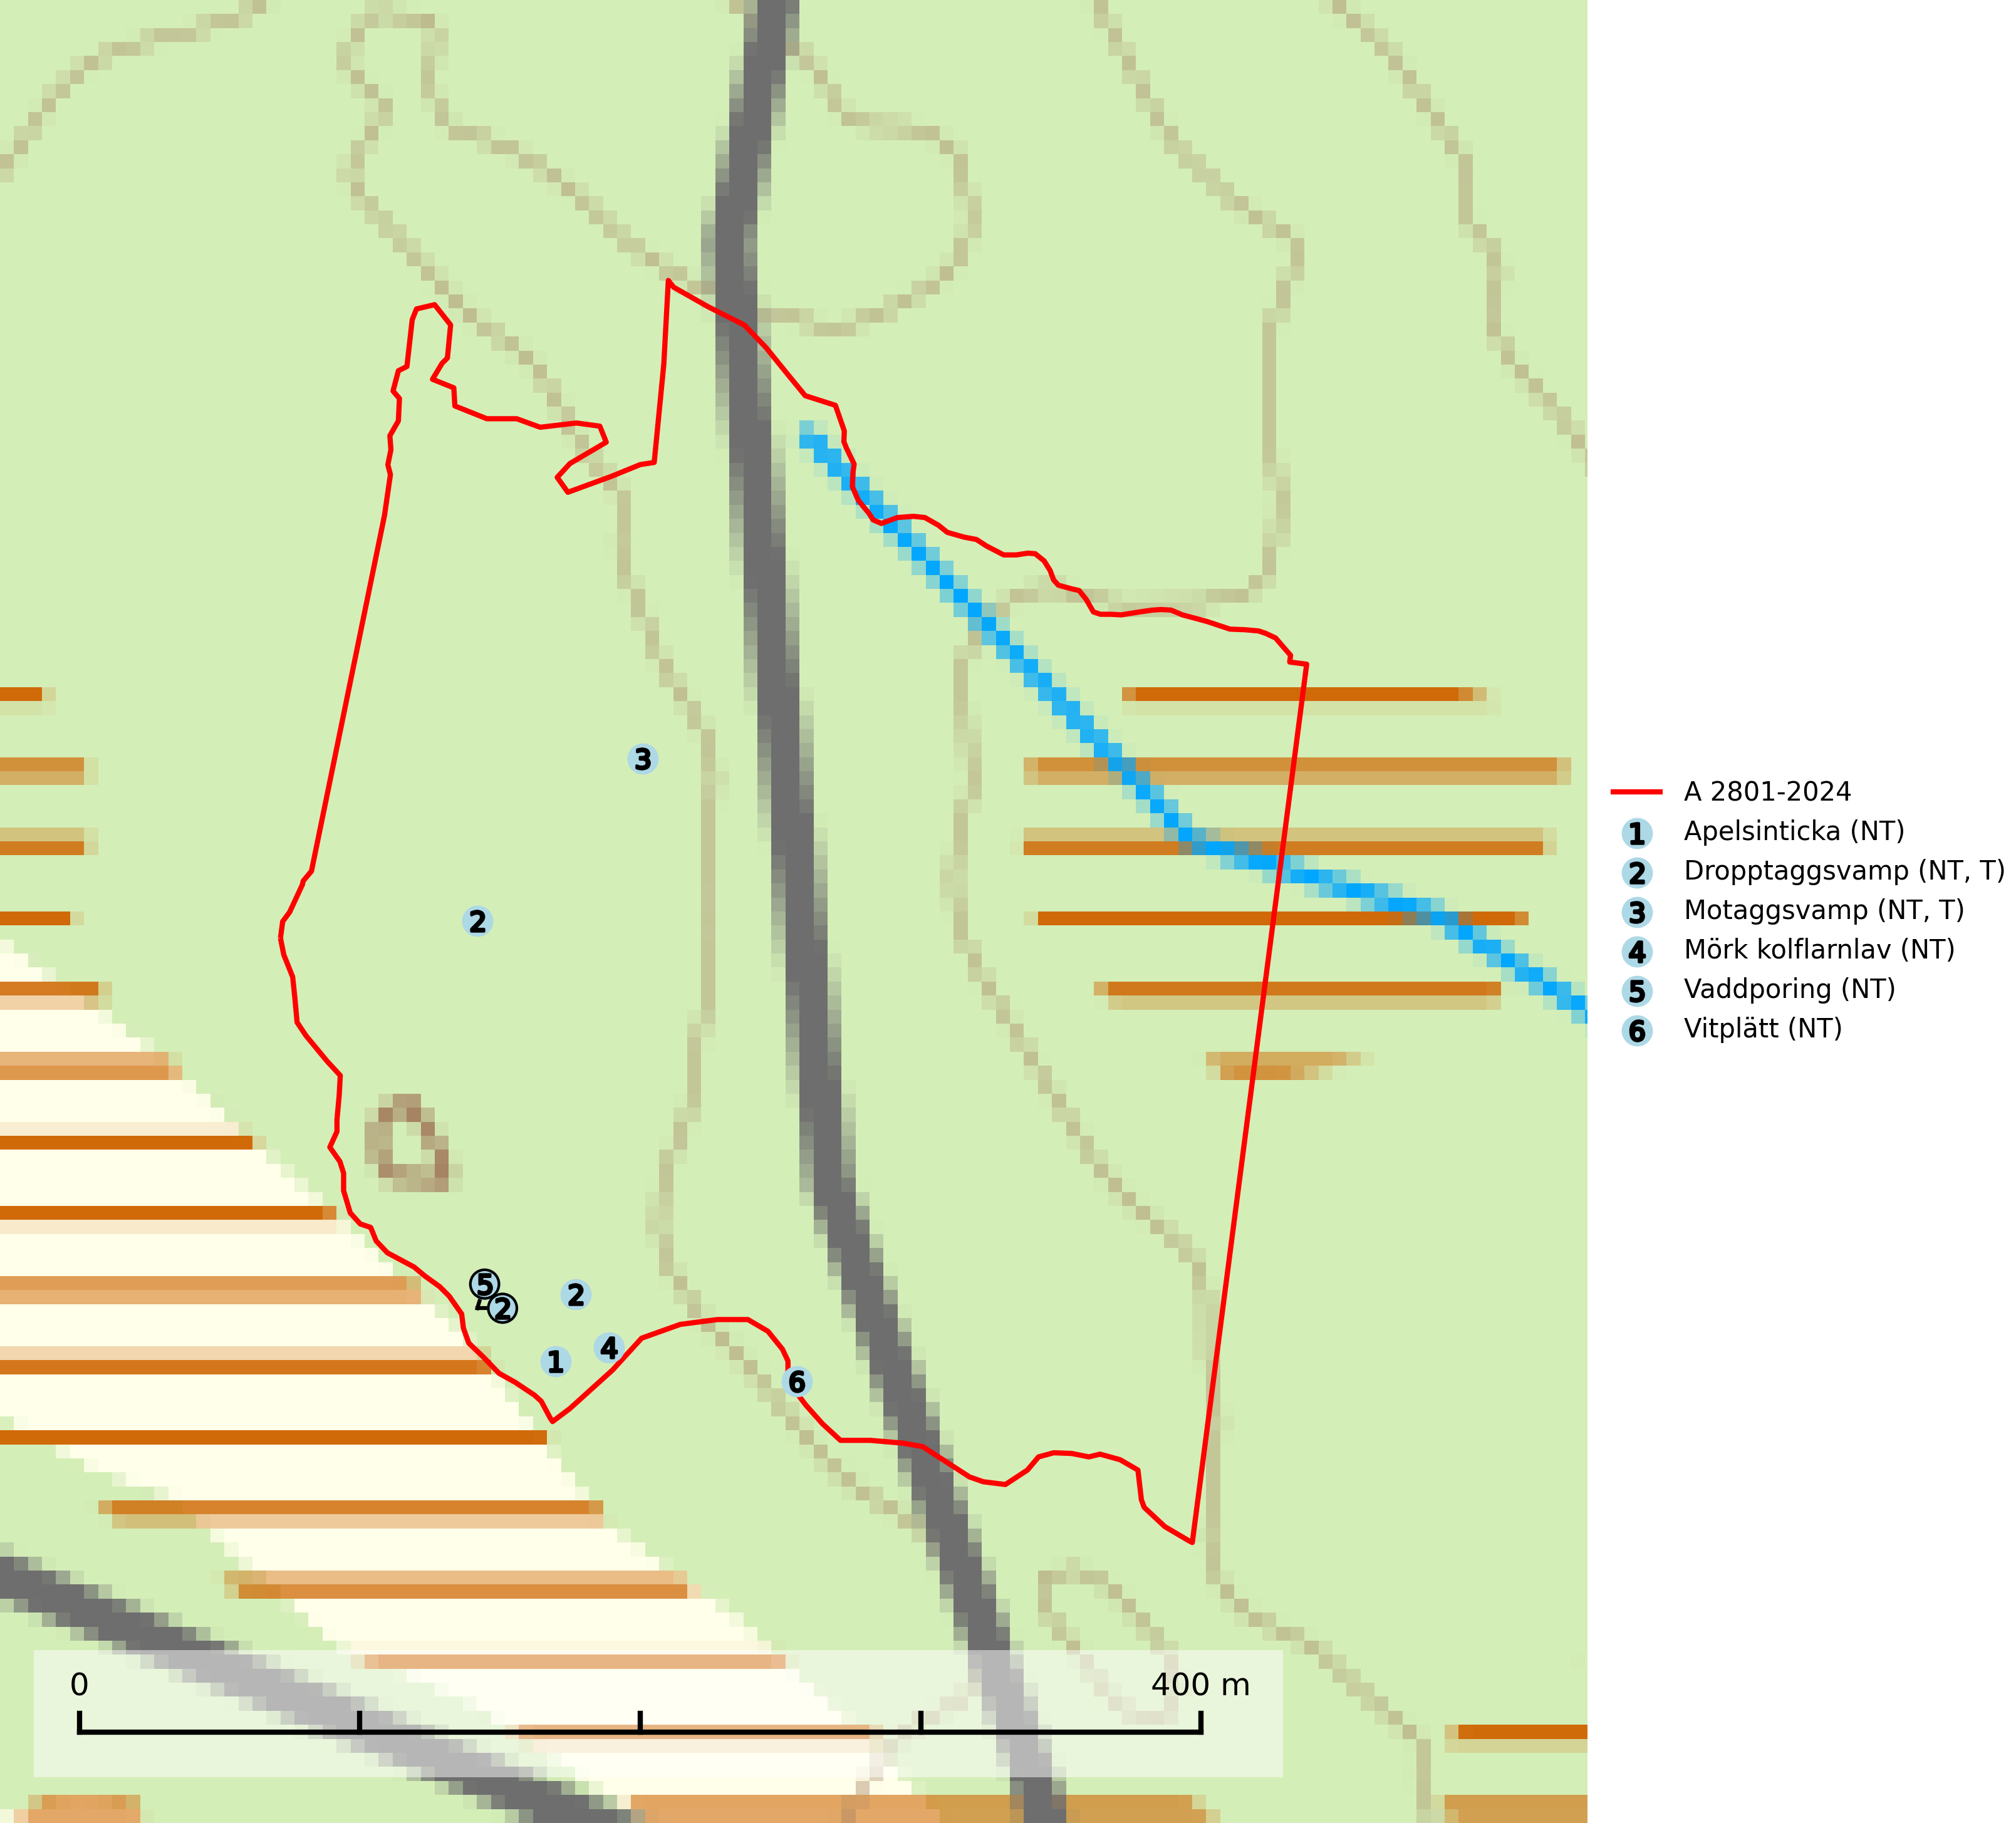 3
2
5
2
2
4
1
6
0
400 m
A 2801-2024
1 Apelsinticka (NT)
2 Dropptaggsvamp (NT, T)
3 Motaggsvamp (NT, T)
4 Mörk kolflarnlav (NT)
5 Vaddporing (NT)
6 Vitplätt (NT)